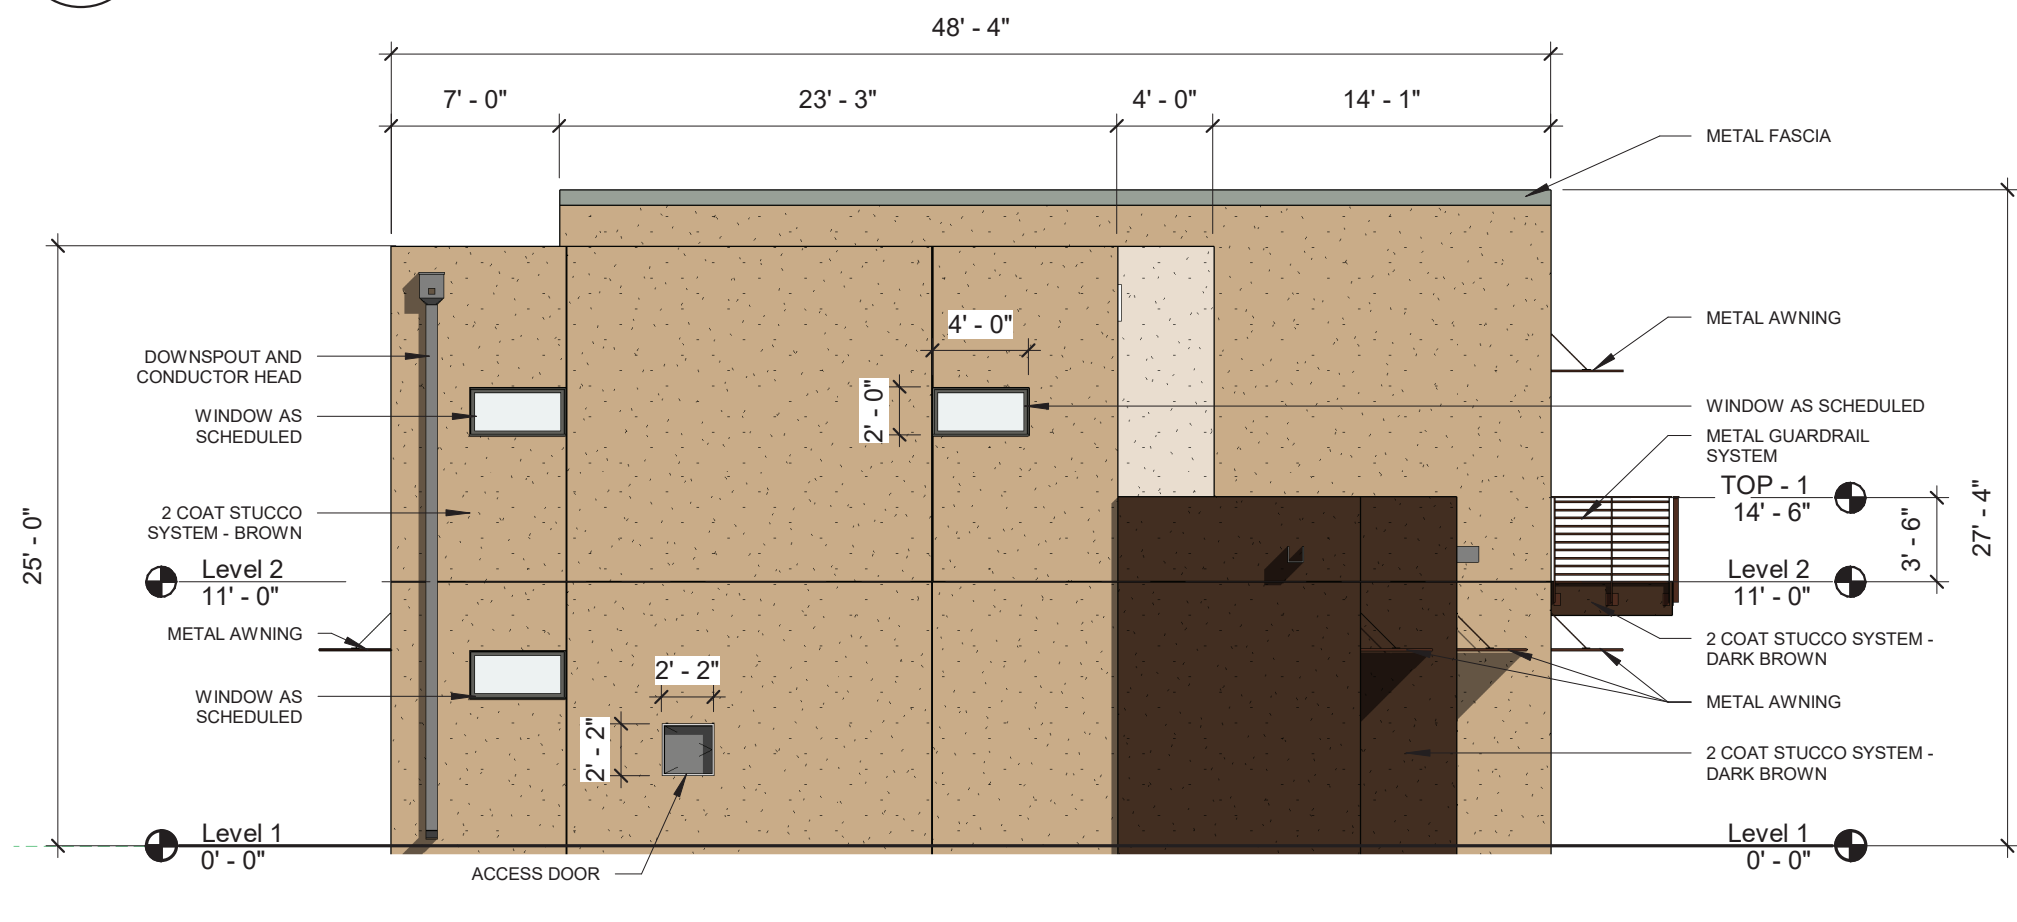 48' - 4"
7' - 0"
23' - 3"
4' - 0"
14' - 1"
METAL FASCIA
METAL AWNING
4' - 0"
2' - 0"
DOWNSPOUT AND
CONDUCTOR HEAD
WINDOW AS
SCHEDULED
WINDOW AS SCHEDULED
METAL GUARDRAIL
SYSTEM
TOP - 1
14' - 6"
2 COAT STUCCO
SYSTEM - BROWN
25' - 0"
3' - 6"
27' - 4"
Level 2
11' - 0"
Level 2
11' - 0"
METAL AWNING
2 COAT STUCCO SYSTEM -
DARK BROWN
WINDOW AS
SCHEDULED
2' - 2"
2' - 2"
METAL AWNING
2 COAT STUCCO SYSTEM -
DARK BROWN
Level 1
0' - 0"
Level 1
0' - 0"
ACCESS DOOR